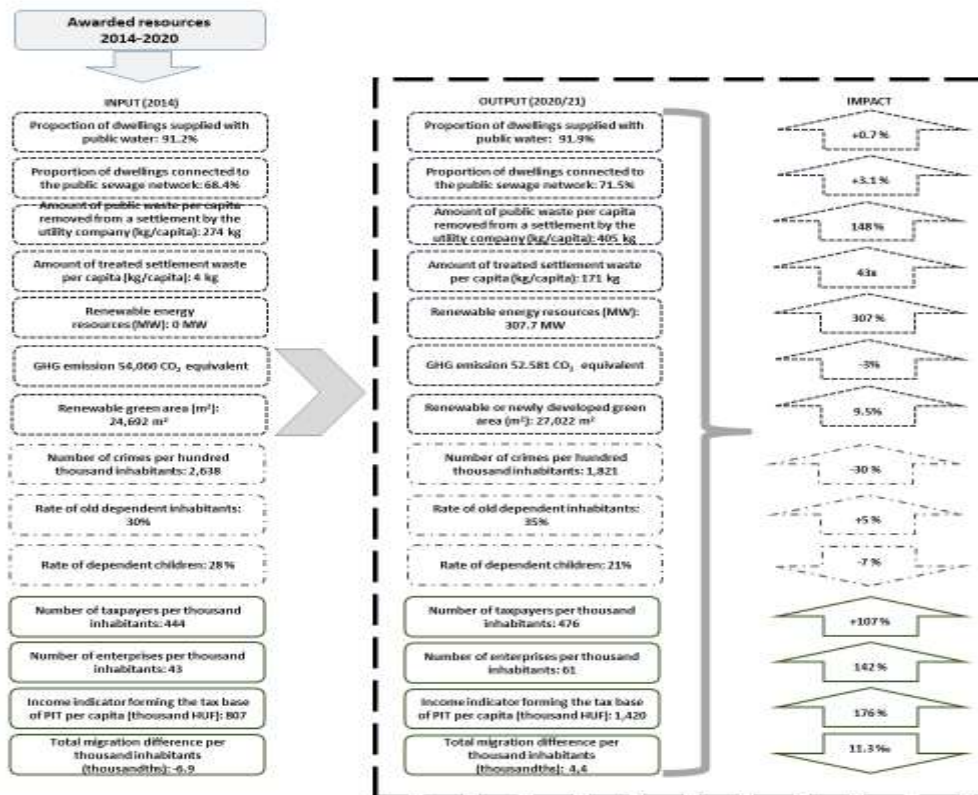 Awarded resources
2014-2020
INPUT (2014)
Proportion of dwellings supplied with
public water: 91.2%
Proportion of dwellings connected to
the public sewage network: 68.4%
Amount of public waste per capita
removed from a settlement by the
utility company (kg/capita): 274 kg
Amount of treated settlement waste
per capita (kg/capita): 4 kg
Renewable energy
resources (MW): 0 MW
GHG emission 54,060 CO₂ equivalent
Renewable green area (m²):
24,692 m²
Number of crimes per hundred
thousand inhabitants: 2,638
Rate of old dependent inhabitants:
30%
Rate of dependent children: 28 %
Number of taxpayers per thousand
inhabitants: 444
Number of enterprises per thousand
inhabitants: 43
Income indicator forming the tax base
of PIT per capita (thousand HUF): 807
Total migration difference per
thousand inhabitants
(thousandths): -6.9
OUTPUT (2020/21)
Proportion of dwellings supplied with
public water: 91.9%
Proportion of dwellings connected to
the public sewage network: 71.5%
Amount of public waste per capita
removed from a settlement by the
utility company (kg/capita): 405 kg
Amount of treated settlement waste
per capita (kg/capita): 171 kg
Renewable energy resources (MW):
307.7 MW
GHG emission 52.581 CO₂ equivalent
Renewable or newly developed green
area (m²): 27,022 m²
Number of crimes per hundred
thousand inhabitants: 1,821
Rate of old dependent inhabitants:
35%
Rate of dependent children: 21%
Number of taxpayers per thousand
inhabitants: 476
Number of enterprises per thousand
inhabitants: 61
Income indicator forming the tax base
of PIT per capita (thousand HUF): 1,420
Total migration difference per
thousand inhabitants
(thousandths): 4,4
IMPACT
+0.7 %
+3.1 %
148 %
43x
307 %
-3%
9.5%
-30 %
+5 %
-7 %
+107 %
142 %
176 %
11.3 ‰